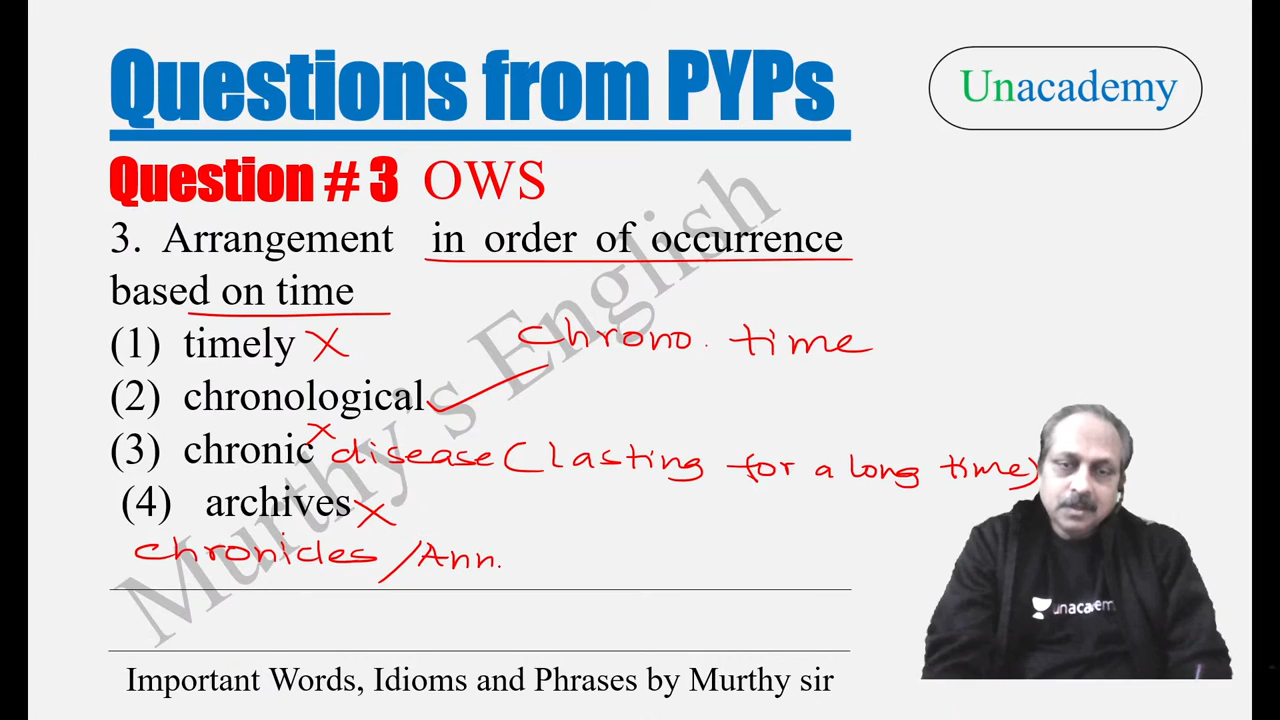 Questions from PYPs
Unacademy
Question # 3 OWS
3. Arrangement in order of occurrence
based on time
(1) timely X
Chrono. time
(2) chronological
(3) chronic x disease (lasting for a long time)
(4) archives X
chronicles /Ann.
Murthy's English
unacademy
Important Words, Idioms and Phrases by Murthy sir